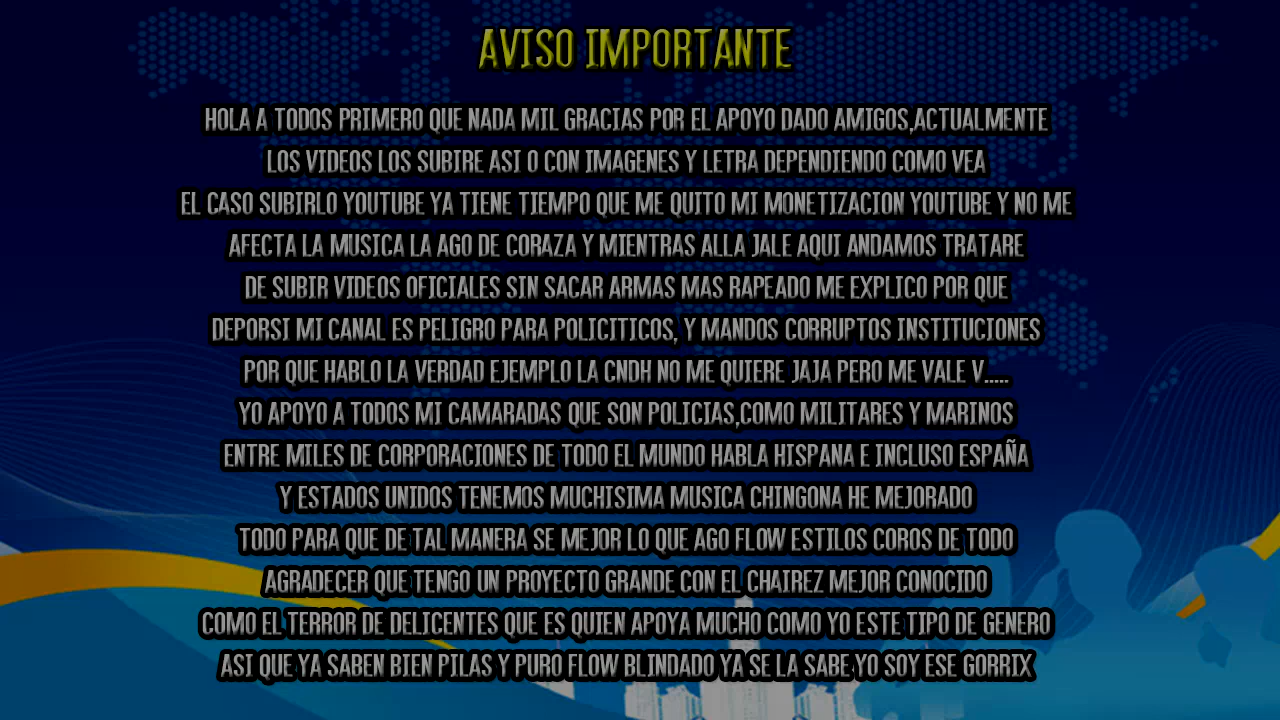 AVISO IMPORTANTE
HOLA A TODOS PRIMERO QUE NADA MIL GRACIAS POR EL APOYO DADO AMIGOS,ACTUALMENTE
LOS VIDEOS LOS SUBIRE ASI O CON IMAGENES Y LETRA DEPENDIENDO COMO VEA
EL CASO SUBIRLO YOUTUBE YA TIENE TIEMPO QUE ME QUITO MI MONETIZACION YOUTUBE Y NO ME
AFECTA LA MUSICA LA AGO DE CORAZA Y MIENTRAS ALLA JALE AQUI ANDAMOS TRATARE
DE SUBIR VIDEOS OFICIALES SIN SACAR ARMAS MAS RAPEADO ME EXPLICO POR QUE
DEPORSI MI CANAL ES PELIGRO PARA POLICITICOS, Y MANDOS CORRUPTOS INSTITUCIONES
POR QUE HABLO LA VERDAD EJEMPLO LA CNDH NO ME QUIERE JAJA PERO ME VALE V.....
YO APOYO A TODOS MI CAMARADAS QUE SON POLICIAS,COMO MILITARES Y MARINOS
ENTRE MILES DE CORPORACIONES DE TODO EL MUNDO HABLA HISPANA E INCLUSO ESPAÑA
Y ESTADOS UNIDOS TENEMOS MUCHISIMA MUSICA CHINGONA HE MEJORADO
TODO PARA QUE DE TAL MANERA SE MEJOR LO QUE AGO FLOW ESTILOS COROS DE TODO
AGRADECER QUE TENGO UN PROYECTO GRANDE CON EL CHAIREZ MEJOR CONOCIDO
COMO EL TERROR DE DELICENTES QUE ES QUIEN APOYA MUCHO COMO YO ESTE TIPO DE GENERO
ASI QUE YA SABEN BIEN PILAS Y PURO FLOW BLINDADO YA SE LA SABE YO SOY ESE GORRIX